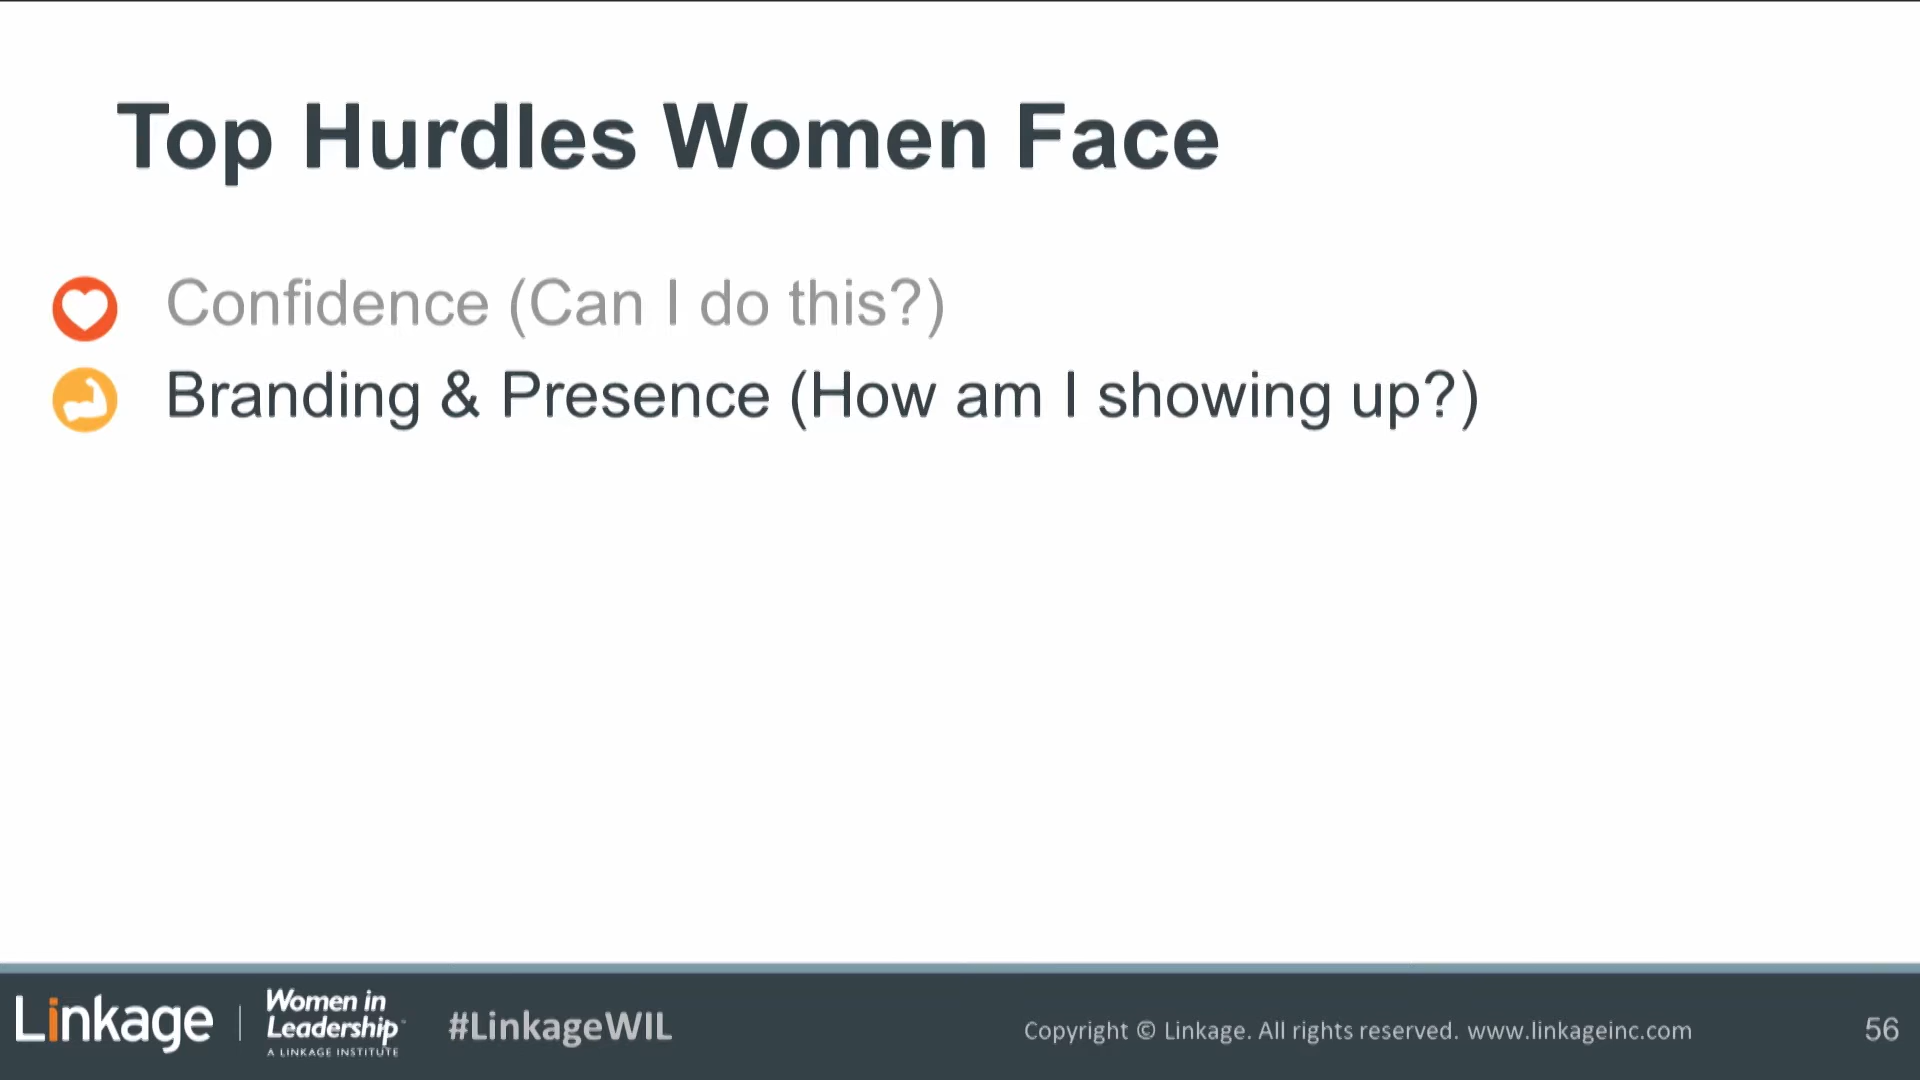 Top Hurdles Women Face
Confidence (Can I do this?)
Branding & Presence (How am I showing up?)
Linkage
Women in
Leadership
A LINKAGE INSTITUTE
#LinkageWIL
Copyright © Linkage. All rights reserved. www.linkageinc.com
56